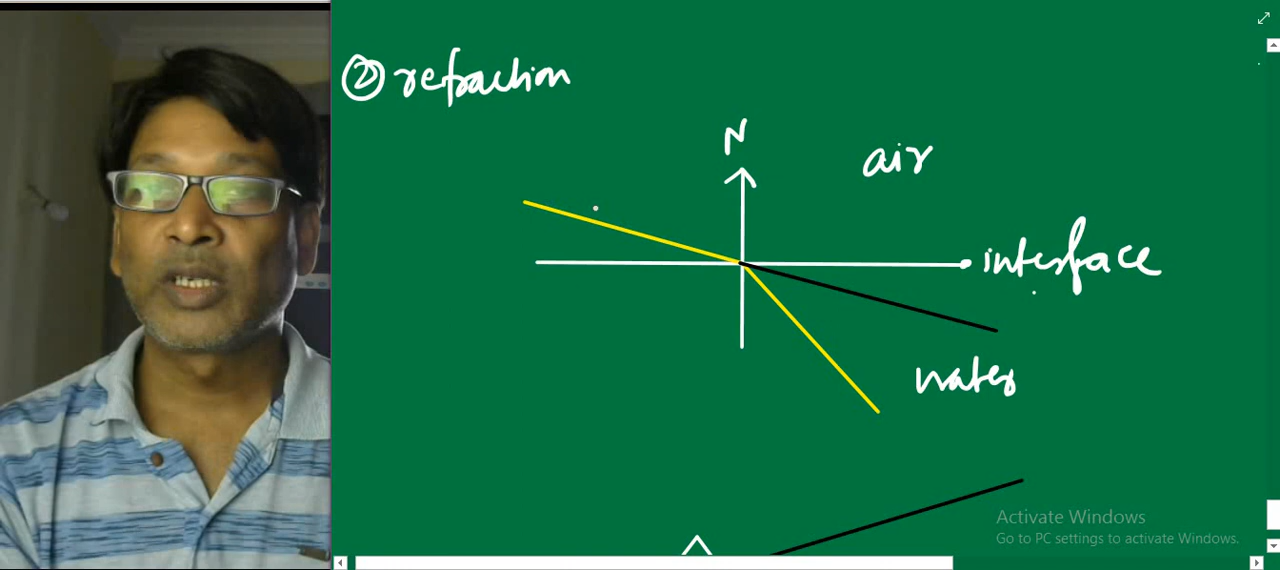 ② refraction
N
air
interface
water
Activate Windows
Go to PC settings to activate Windows.